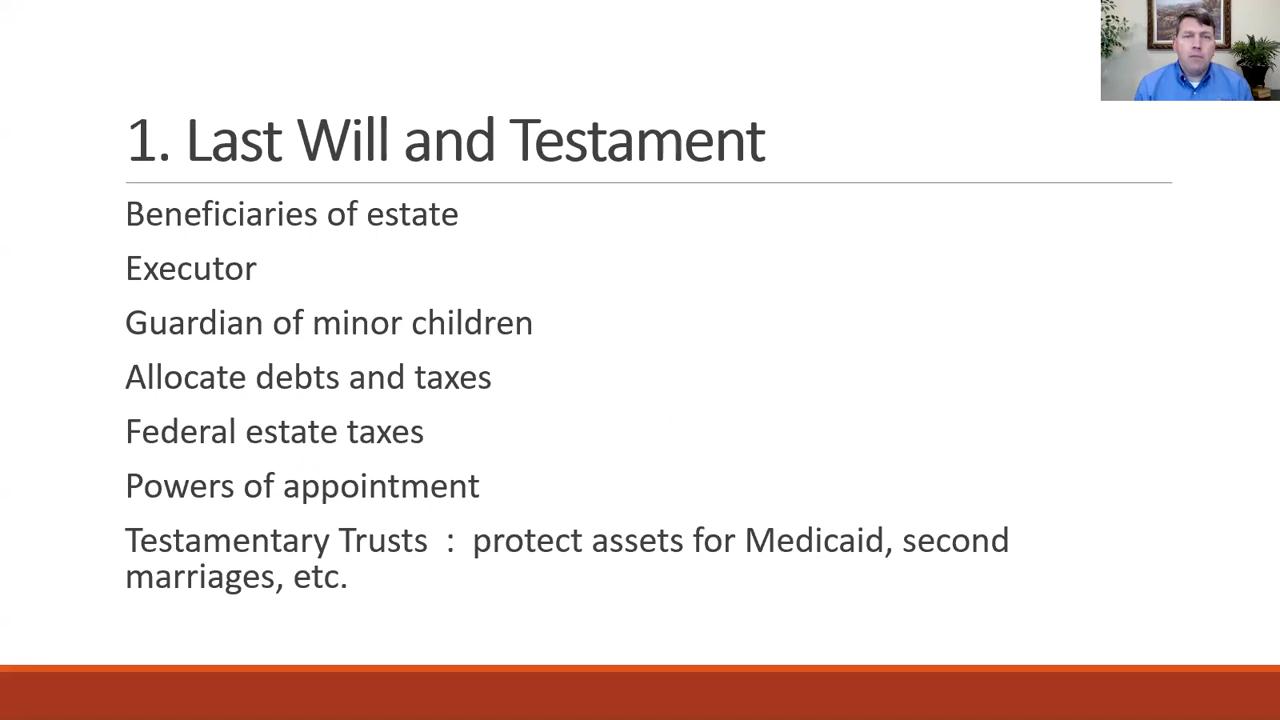 1. Last Will and Testament
Beneficiaries of estate
Executor
Guardian of minor children
Allocate debts and taxes
Federal estate taxes
Powers of appointment
Testamentary Trusts : protect assets for Medicaid, second
marriages, etc.